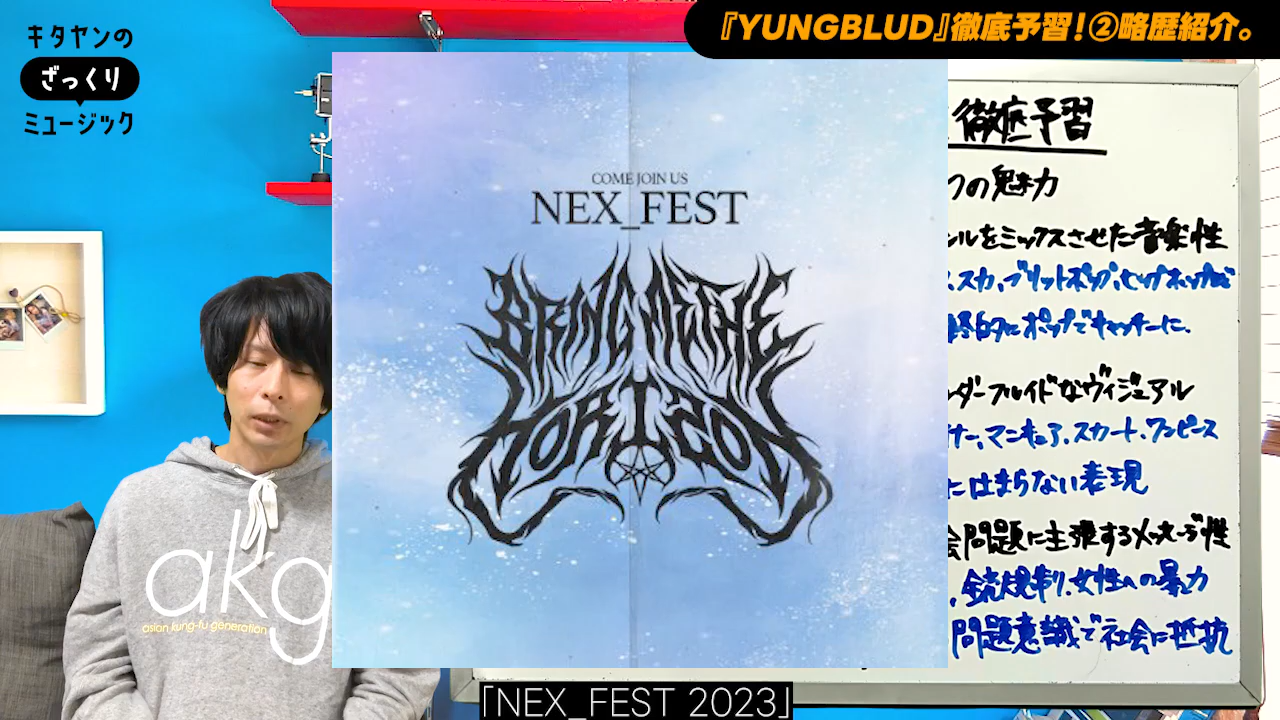 『YUNGBLUD』徹底予習！②略歴紹介。
キタヤンの
ざっくり
ミュージック
COME JOIN US
NEX_FEST
BRING ME THE
HORIZON
徹底予習
つの魅力
ンルをミックスさせた音楽性
スカ、ブリットポップ、ヒップホップ
ポップでキャッチーに。
ンダーフルイドなヴィジュアル
マニキュア、スカート、ワンピース
にはまらない表現
会問題に主張するメッセージ性
銃規制、女性への暴力
問題意識で社会に抵抗
akg
asian kung-fu generation
「NEX_FEST 2023」